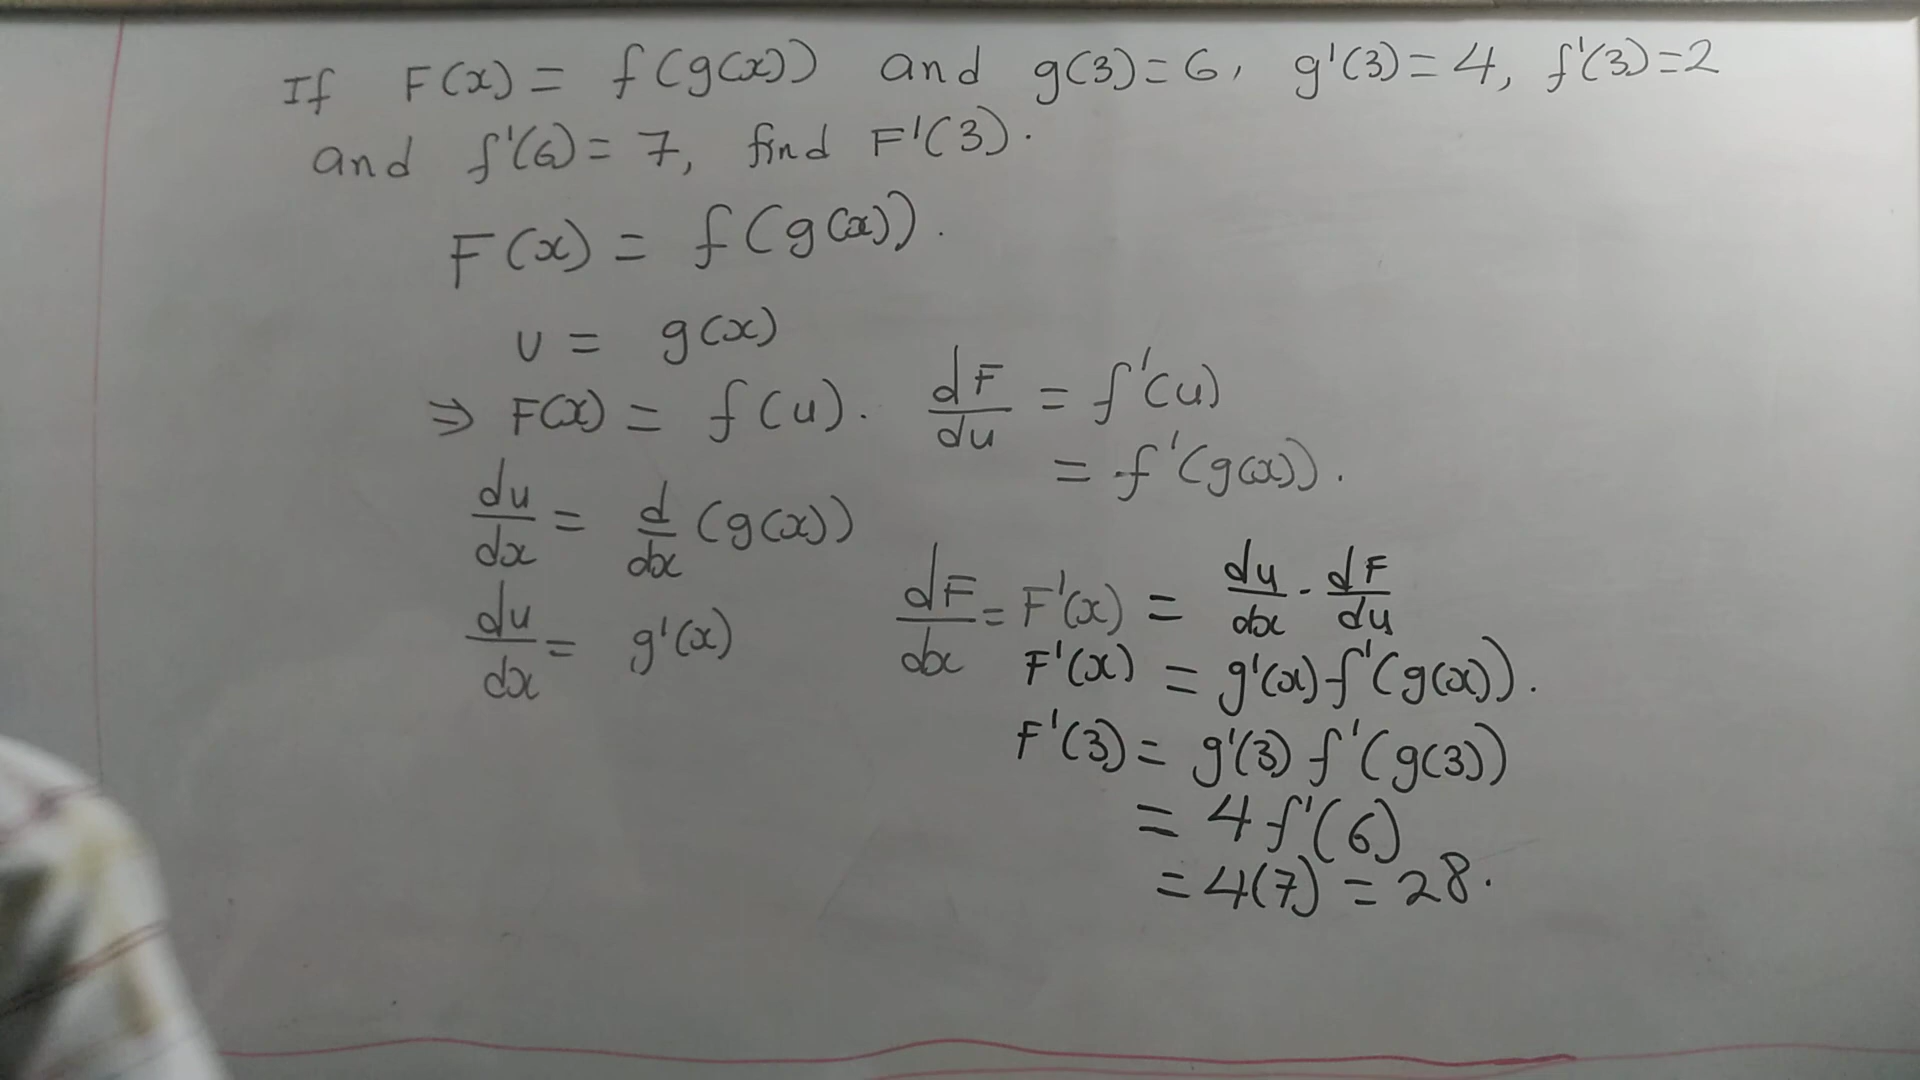 If F(x) = f(g(x)) and g(3)=6, g'(3)=4, f'(3)=2
and f'(6)=7, find F'(3).
F(x) = f(g(x)).
u = g(x)
⇒ F(x) = f(u). dF/du = f'(u)
= f'(g(x)).
du/dx = d/dx (g(x))
du/dx = g'(x)
dF/dx = F'(x) = du/dx · dF/du
F'(x) = g'(x) f'(g(x)).
F'(3) = g'(3) f'(g(3))
= 4 f'(6)
= 4(7) = 28.